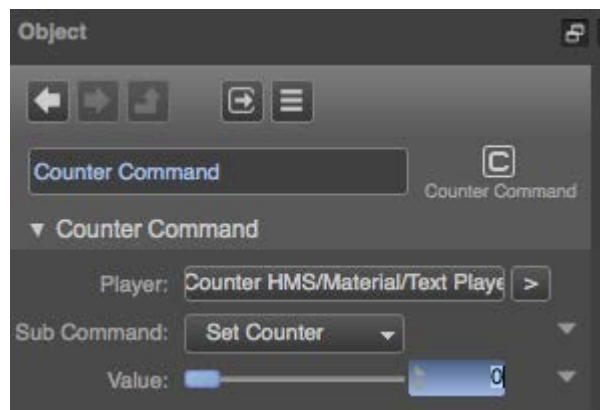 Object
Counter Command
C
Counter Command
▼ Counter Command
Player: Counter HMS/Material/Text Playe >
Sub Command: Set Counter
Value: 0